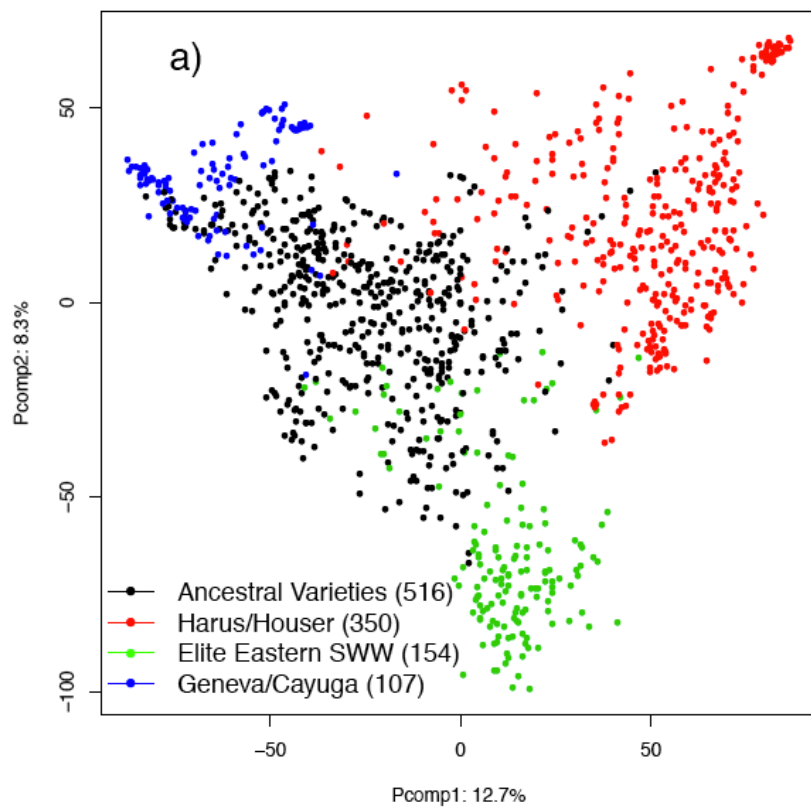 a)
50
0
−50
−100
Pcomp2: 8.3%
Ancestral Varieties (516)
Harus/Houser (350)
Elite Eastern SWW (154)
Geneva/Cayuga (107)
−50
0
50
Pcomp1: 12.7%